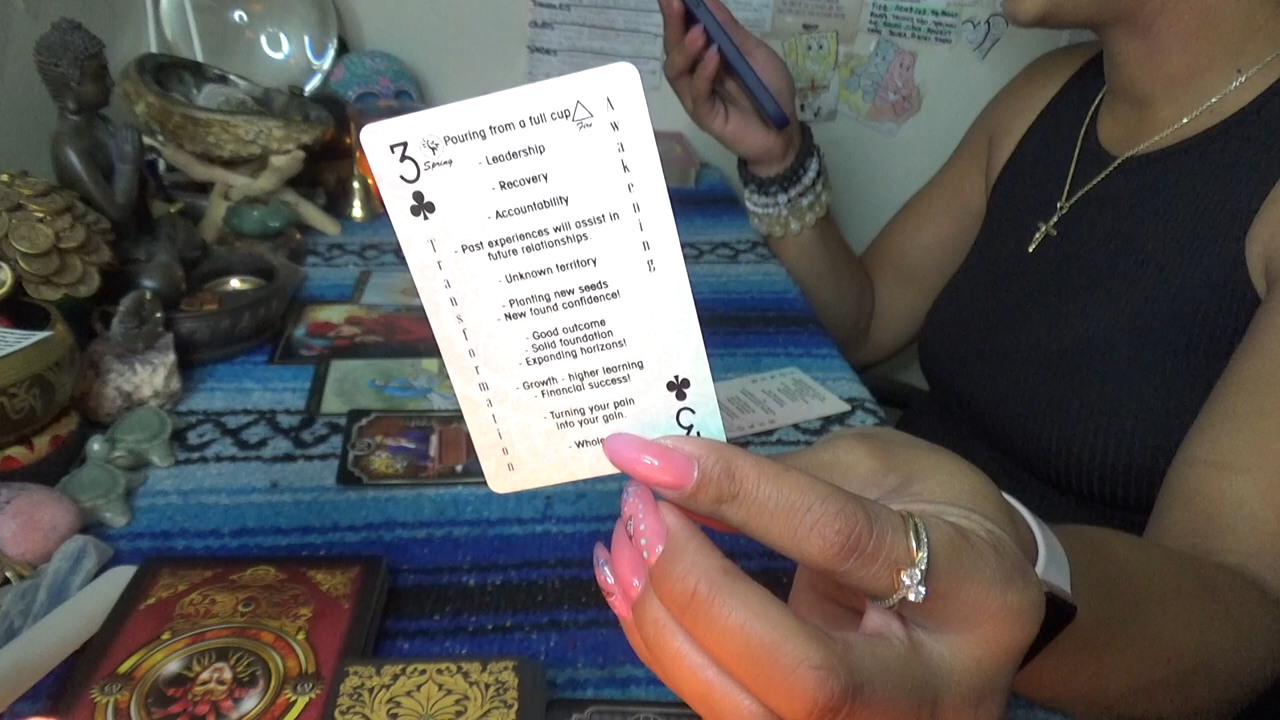 3
Spring
Pouring from a full cup
Fire
- Leadership
- Recovery
- Accountability
- Past experiences will assist in
future relationships.
- Unknown territory
- Planting new seeds
- New found confidence!
- Good outcome
- Solid foundation
- Expanding horizons!
- Growth - higher learning
- Financial success!
- Turning your pain
into your gain.
- Whole
Transformation
Awakening
3